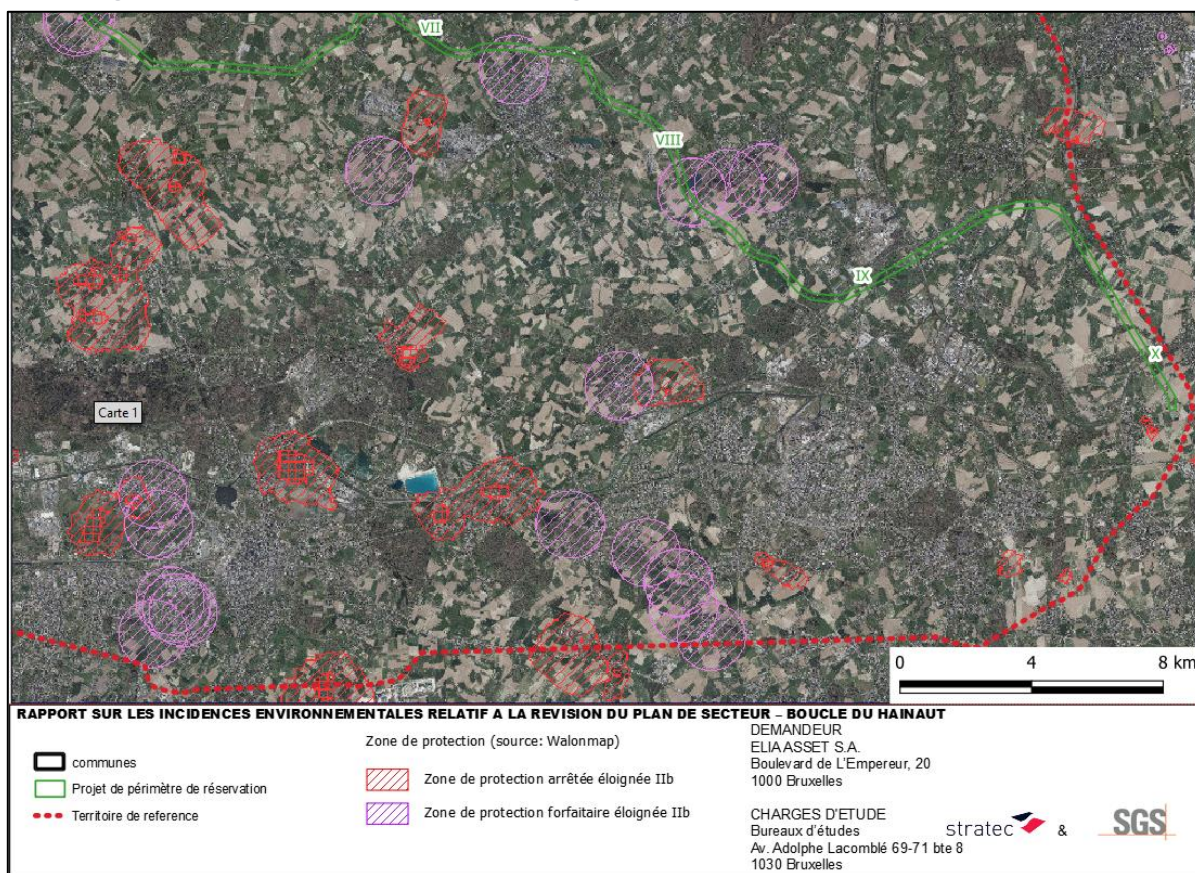 VII
VIII
IX
X
Carte 1
0 4 8 km
RAPPORT SUR LES INCIDENCES ENVIRONNEMENTALES RELATIF A LA REVISION DU PLAN DE SECTEUR – BOUCLE DU HAINAUT
communes
Projet de périmètre de réservation
Territoire de reference
Zone de protection (source: Walonmap)
Zone de protection arrêtée éloignée IIb
Zone de protection forfaitaire éloignée IIb
DEMANDEUR
ELIA ASSET S.A.
Boulevard de L'Empereur, 20
1000 Bruxelles
CHARGES D'ETUDE
Bureaux d'études
Av. Adolphe Lacomblé 69-71 bte 8
1030 Bruxelles
stratec & SGS